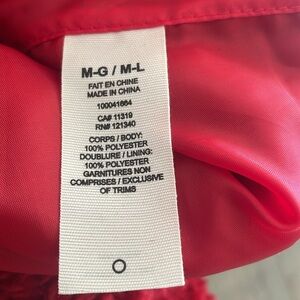 M-G / M-L
FAIT EN CHINE
MADE IN CHINA
100041664
CA# 11319
RN# 121340
CORPS / BODY:
100% POLYESTER
DOUBLURE / LINING:
100% POLYESTER
GARNITURES NON
COMPRISES / EXCLUSIVE
OF TRIMS